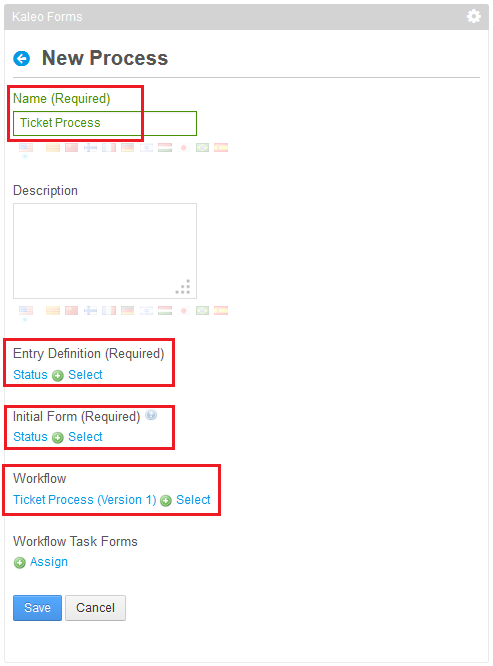 Kaleo Forms
New Process
Name (Required)
Ticket Process
Description
Entry Definition (Required)
Status Select
Initial Form (Required) ?
Status Select
Workflow
Ticket Process (Version 1) Select
Workflow Task Forms
Assign
Save Cancel